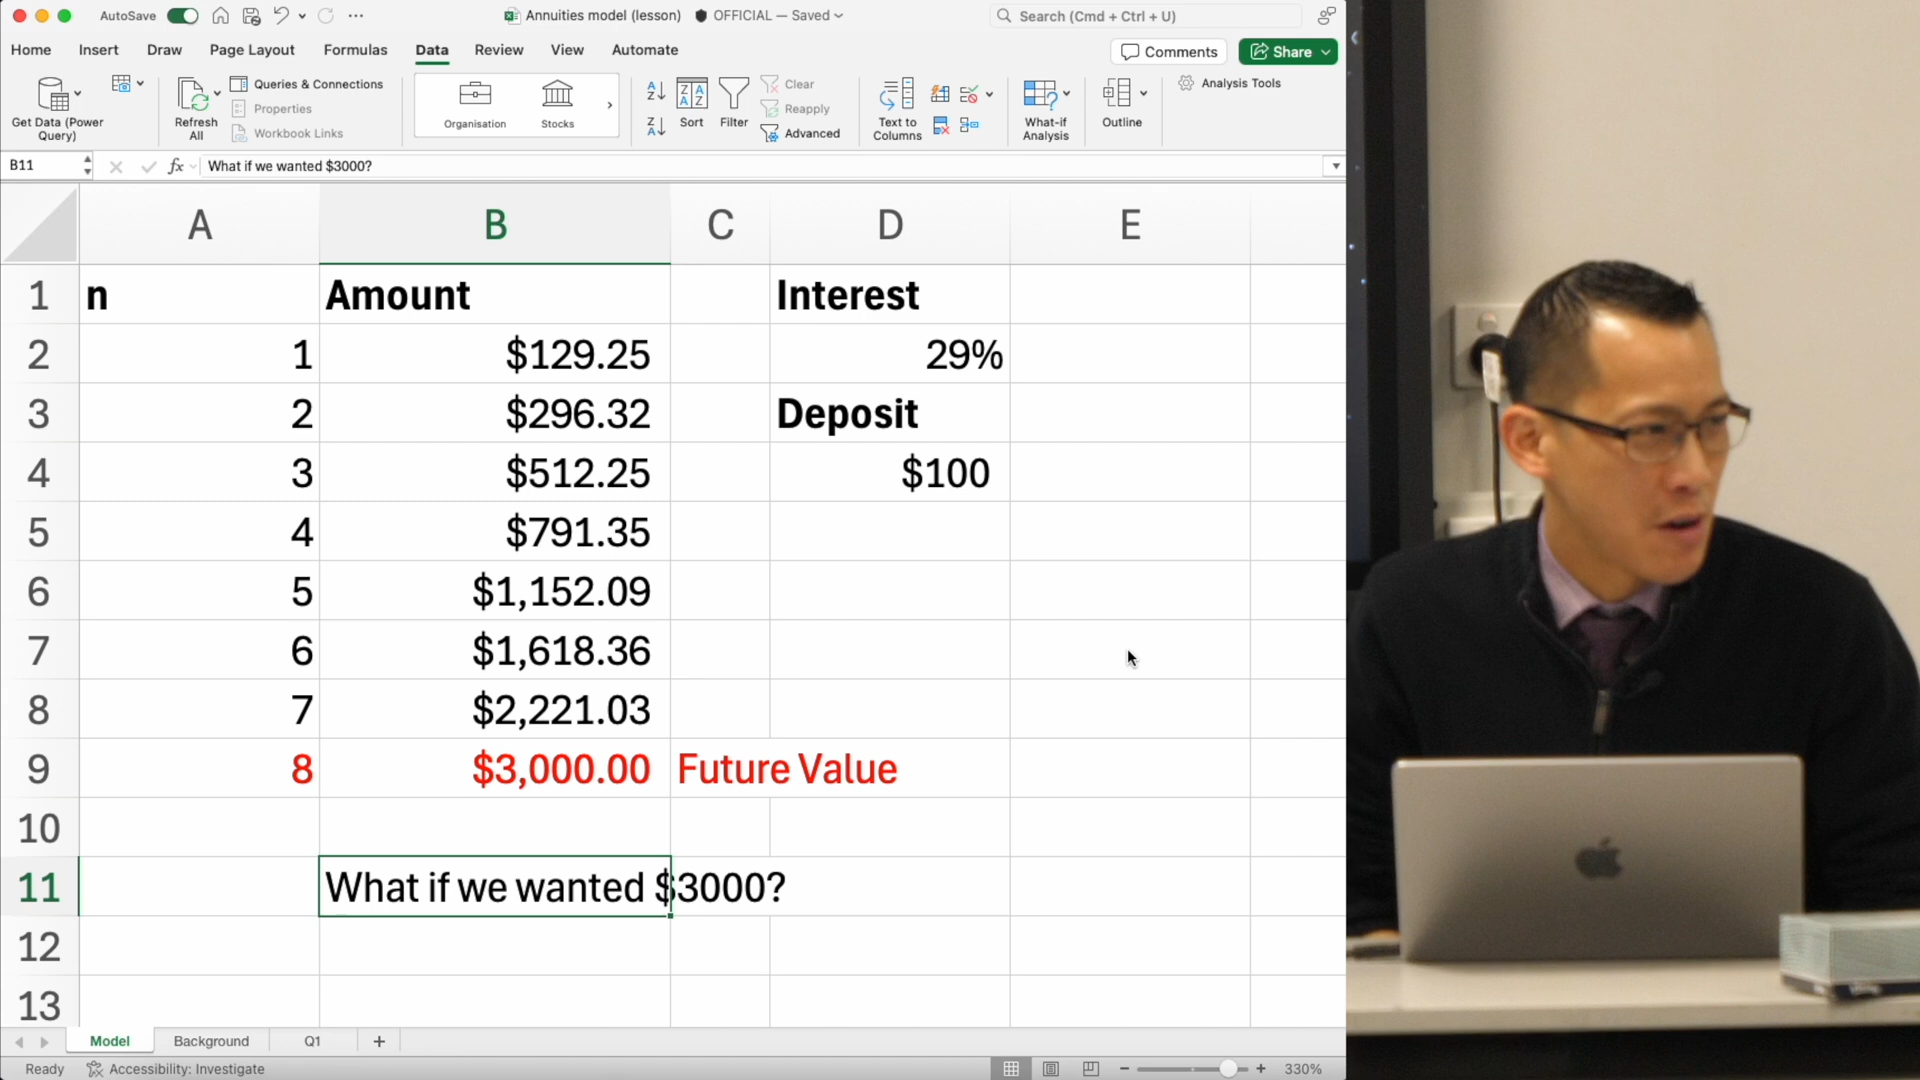 AutoSave
Annuities model (lesson)
OFFICIAL — Saved
Search (Cmd + Ctrl + U)
Home Insert Draw Page Layout Formulas Data Review View Automate
Comments
Share
Get Data (Power Query)
Refresh All
Queries & Connections
Properties
Workbook Links
Organisation
Stocks
Sort
Filter
Clear
Reapply
Advanced
Text to Columns
What-if Analysis
Outline
Analysis Tools
B11
fx
What if we wanted $3000?
A B C D E
1 n Amount Interest
2 1 $129.25 29%
3 2 $296.32 Deposit
4 3 $512.25 $100
5 4 $791.35
6 5 $1,152.09
7 6 $1,618.36
8 7 $2,221.03
9 8 $3,000.00 Future Value
10
11 What if we wanted $3000?
12
13
Model Background Q1 +
Ready
Accessibility: Investigate
330%